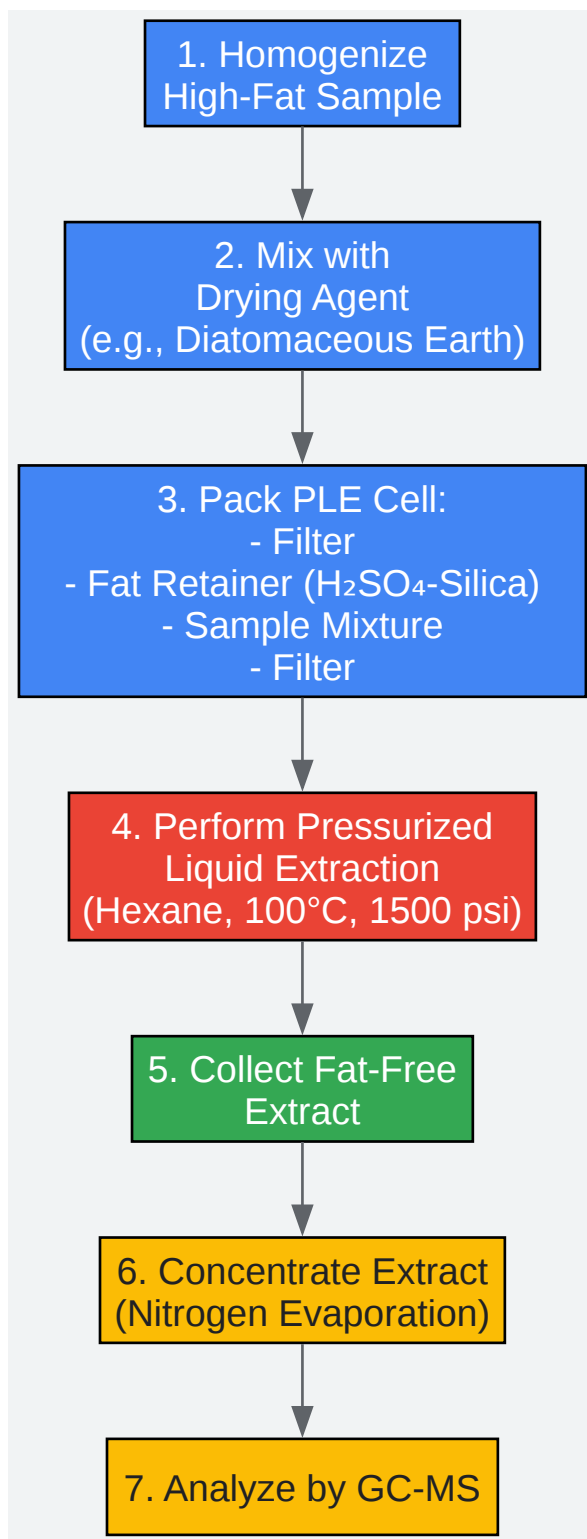 1. Homogenize
High-Fat Sample
2. Mix with
Drying Agent
(e.g., Diatomaceous Earth)
3. Pack PLE Cell:
- Filter
- Fat Retainer (H₂SO₄-Silica)
- Sample Mixture
- Filter
4. Perform Pressurized
Liquid Extraction
(Hexane, 100°C, 1500 psi)
5. Collect Fat-Free
Extract
6. Concentrate Extract
(Nitrogen Evaporation)
7. Analyze by GC-MS